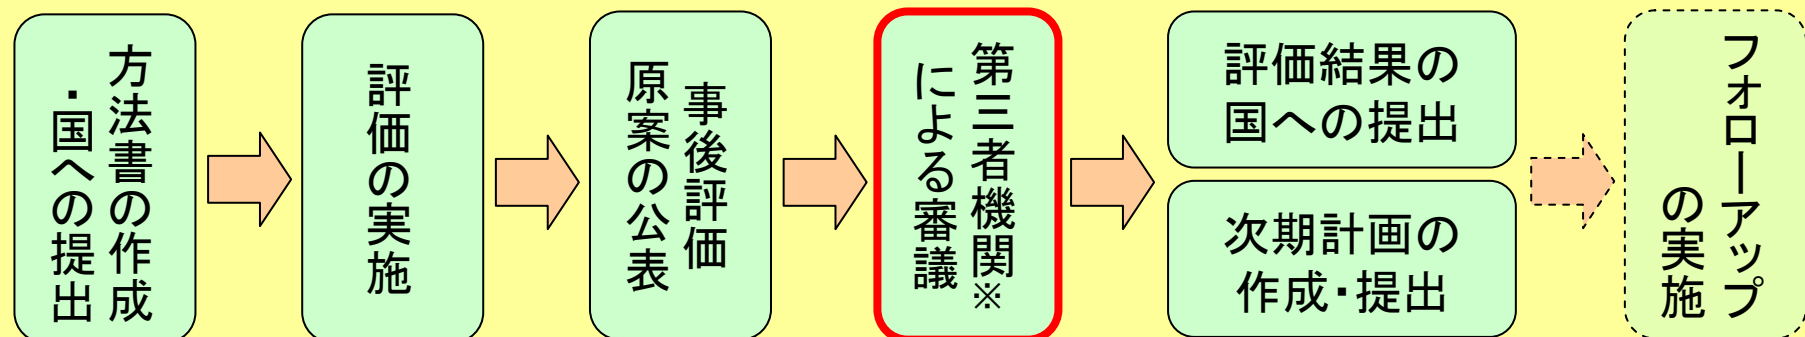 方法書の作成
・国への提出
評価の実施
事後評価
原案の公表
第三者機関※
による審議
評価結果の
国への提出
次期計画の
作成・提出
フォローアップ
の実施